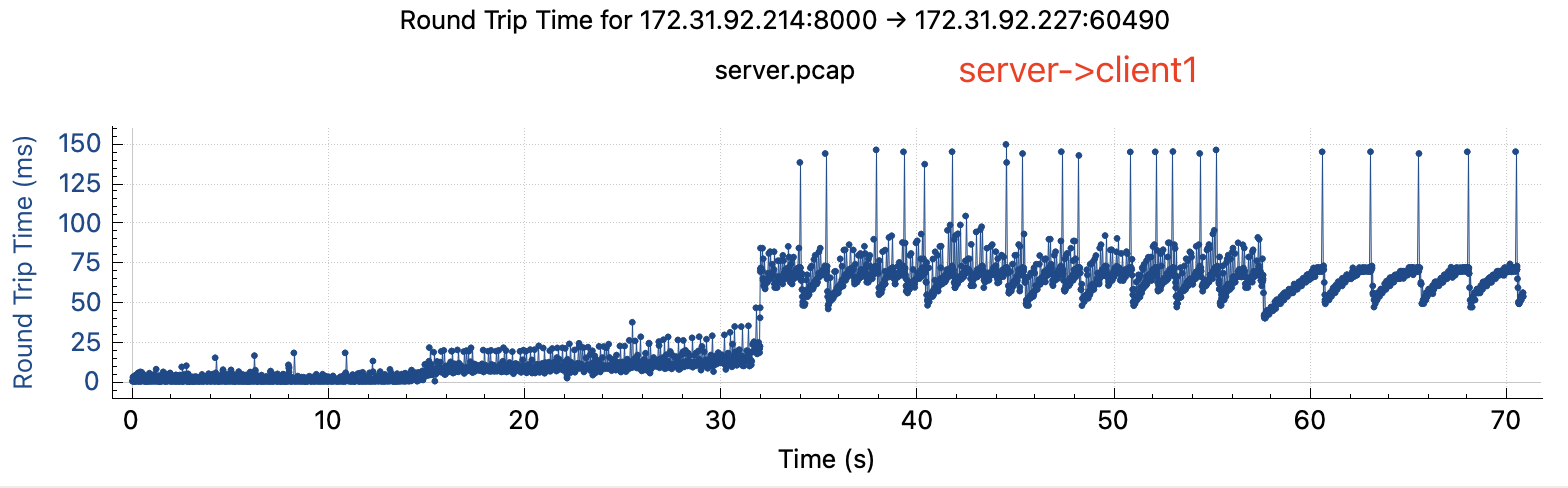 Round Trip Time for 172.31.92.214:8000 → 172.31.92.227:60490
server.pcap server->client1
Round Trip Time (ms)
150
125
100
75
50
25
0
0 10 20 30 40 50 60 70
Time (s)